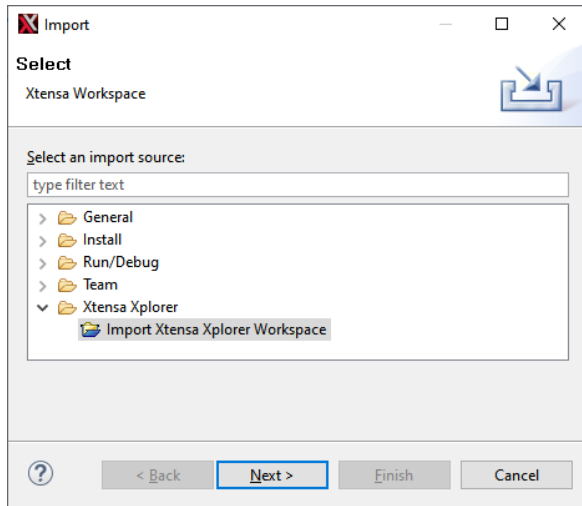 Import
Select
Xtensa Workspace
Select an import source:
type filter text
General
Install
Run/Debug
Team
Xtensa Xplorer
Import Xtensa Xplorer Workspace
? < Back Next > Finish Cancel